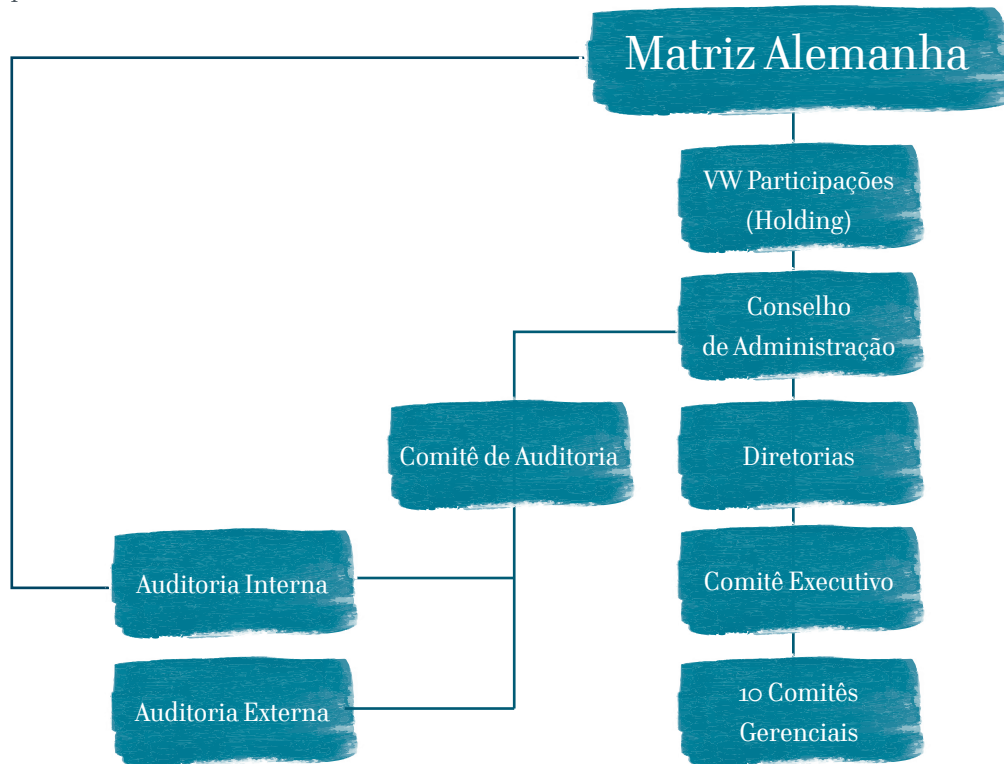 Matriz Alemanha
VW Participações
(Holding)
Conselho
de Administração
Comitê de Auditoria
Diretorias
Auditoria Interna
Comitê Executivo
Auditoria Externa
10 Comitês
Gerenciais